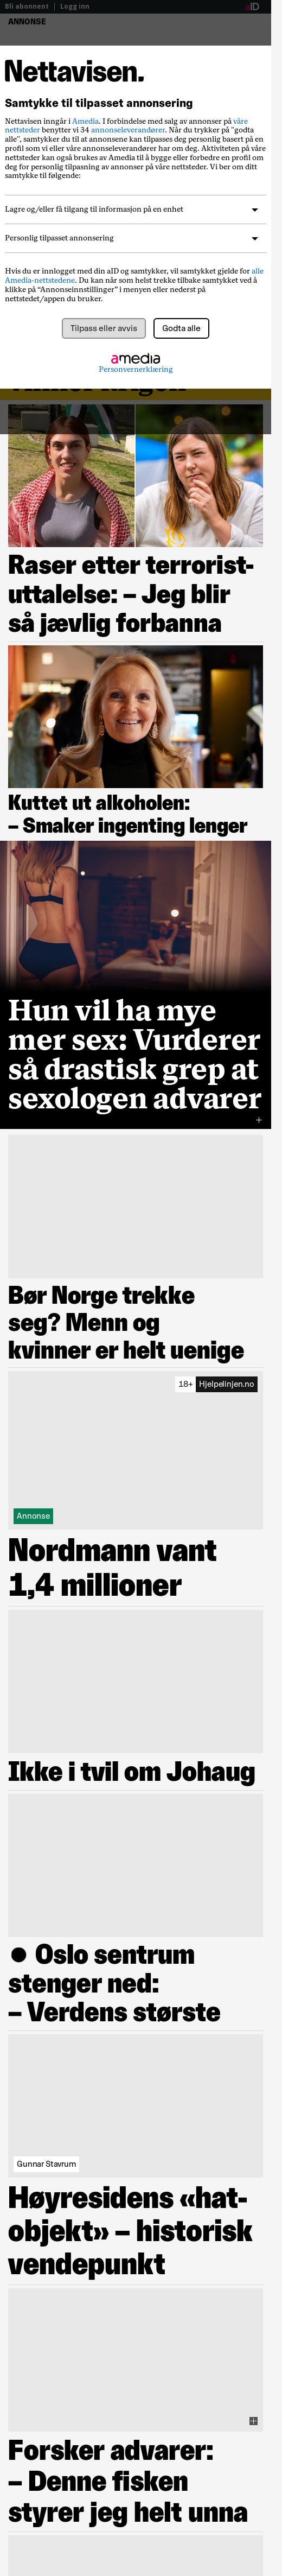 Bli abonnent | Logg inn
aID
ANNONSE
Nettavisen.
Samtykke til tilpasset annonsering
Nettavisen inngår i Amedia. I forbindelse med salg av annonser på våre
nettsteder benytter vi 34 annonseleverandører. Når du trykker på "godta
alle", samtykker du til at annonsene kan tilpasses deg personlig basert på en
profil som vi eller våre annonseleverandører har om deg. Aktiviteten på våre
nettsteder kan også brukes av Amedia til å bygge eller forbedre en profil om
deg for personlig tilpasning av annonser på våre nettsteder. Vi ber om ditt
samtykke til følgende:
Lagre og/eller få tilgang til informasjon på en enhet
Personlig tilpasset annonsering
Hvis du er innlogget med din aID og samtykker, vil samtykket gjelde for alle
Amedia-nettstedene. Du kan når som helst trekke tilbake samtykket ved å
klikke på “Annonseinnstillinger” i menyen eller nederst på
nettstedet/appen du bruker.
Tilpass eller avvis
Godta alle
amedia
Personvernerklæring
Raser etter terrorist-
uttalelse: – Jeg blir
så jævlig forbanna
Kuttet ut alkoholen:
– Smaker ingenting lenger
Hun vil ha mye
mer sex: Vurderer
så drastisk grep at
sexologen advarer
Bør Norge trekke
seg? Menn og
kvinner er helt uenige
18+ Hjelpelinjen.no
Annonse
Nordmann vant
1,4 millioner
Ikke i tvil om Johaug
● Oslo sentrum
stenger ned:
– Verdens største
Gunnar Stavrum
Høyresidens «hat-
objekt» – historisk
vendepunkt
Forsker advarer:
– Denne fisken
styrer jeg helt unna